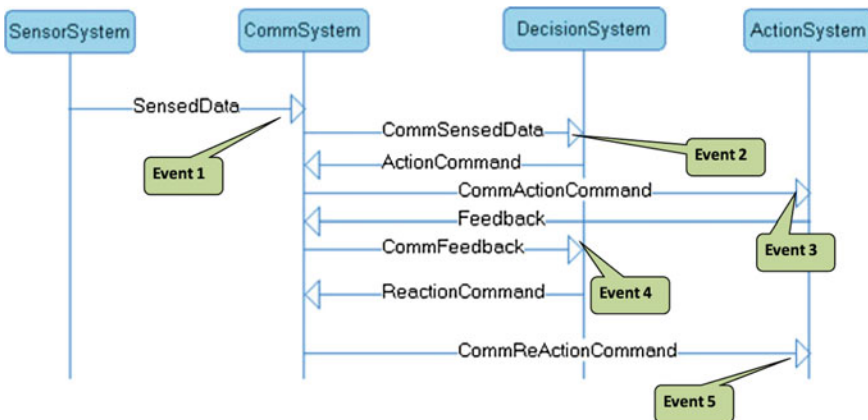 SensorSystem
CommSystem
DecisionSystem
ActionSystem
SensedData
CommSensedData
Event 1
ActionCommand
Event 2
CommActionCommand
Feedback
CommFeedback
Event 3
ReactionCommand
Event 4
CommReActionCommand
Event 5